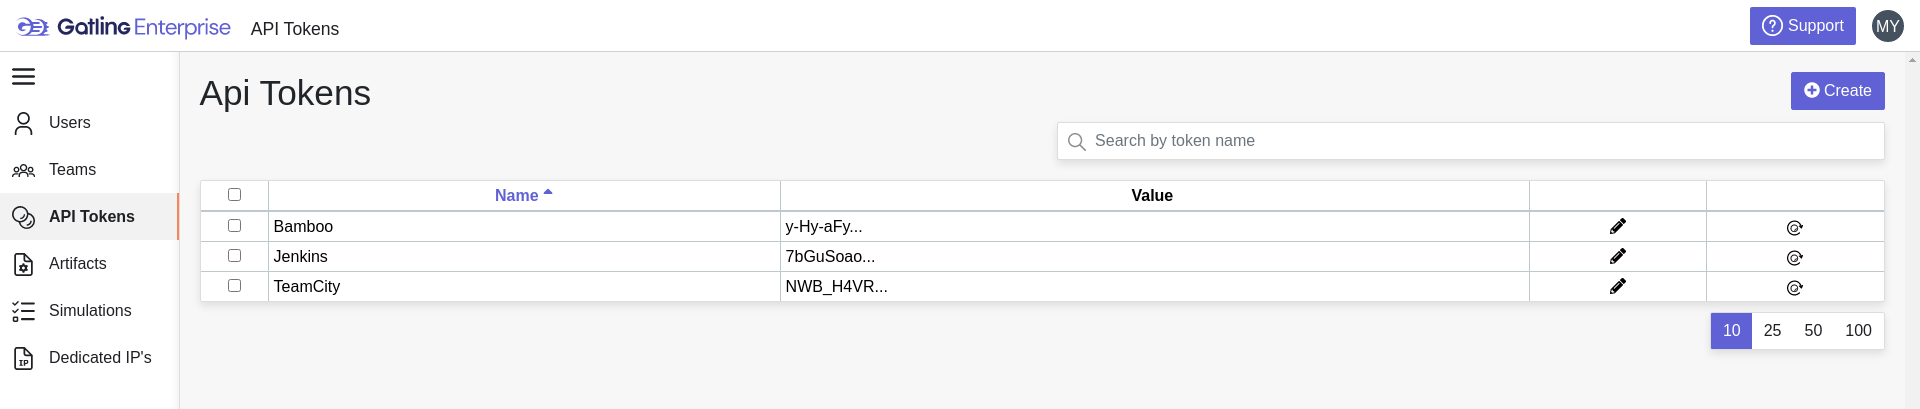 Gatling Enterprise API Tokens Support MY
Api Tokens Create
Users
Search by token name
Teams
Name Value
API Tokens
Bamboo y-Hy-aFy...
Jenkins 7bGuSoao...
Artifacts
TeamCity NWB_H4VR...
Simulations
10 25 50 100
IP Dedicated IP's